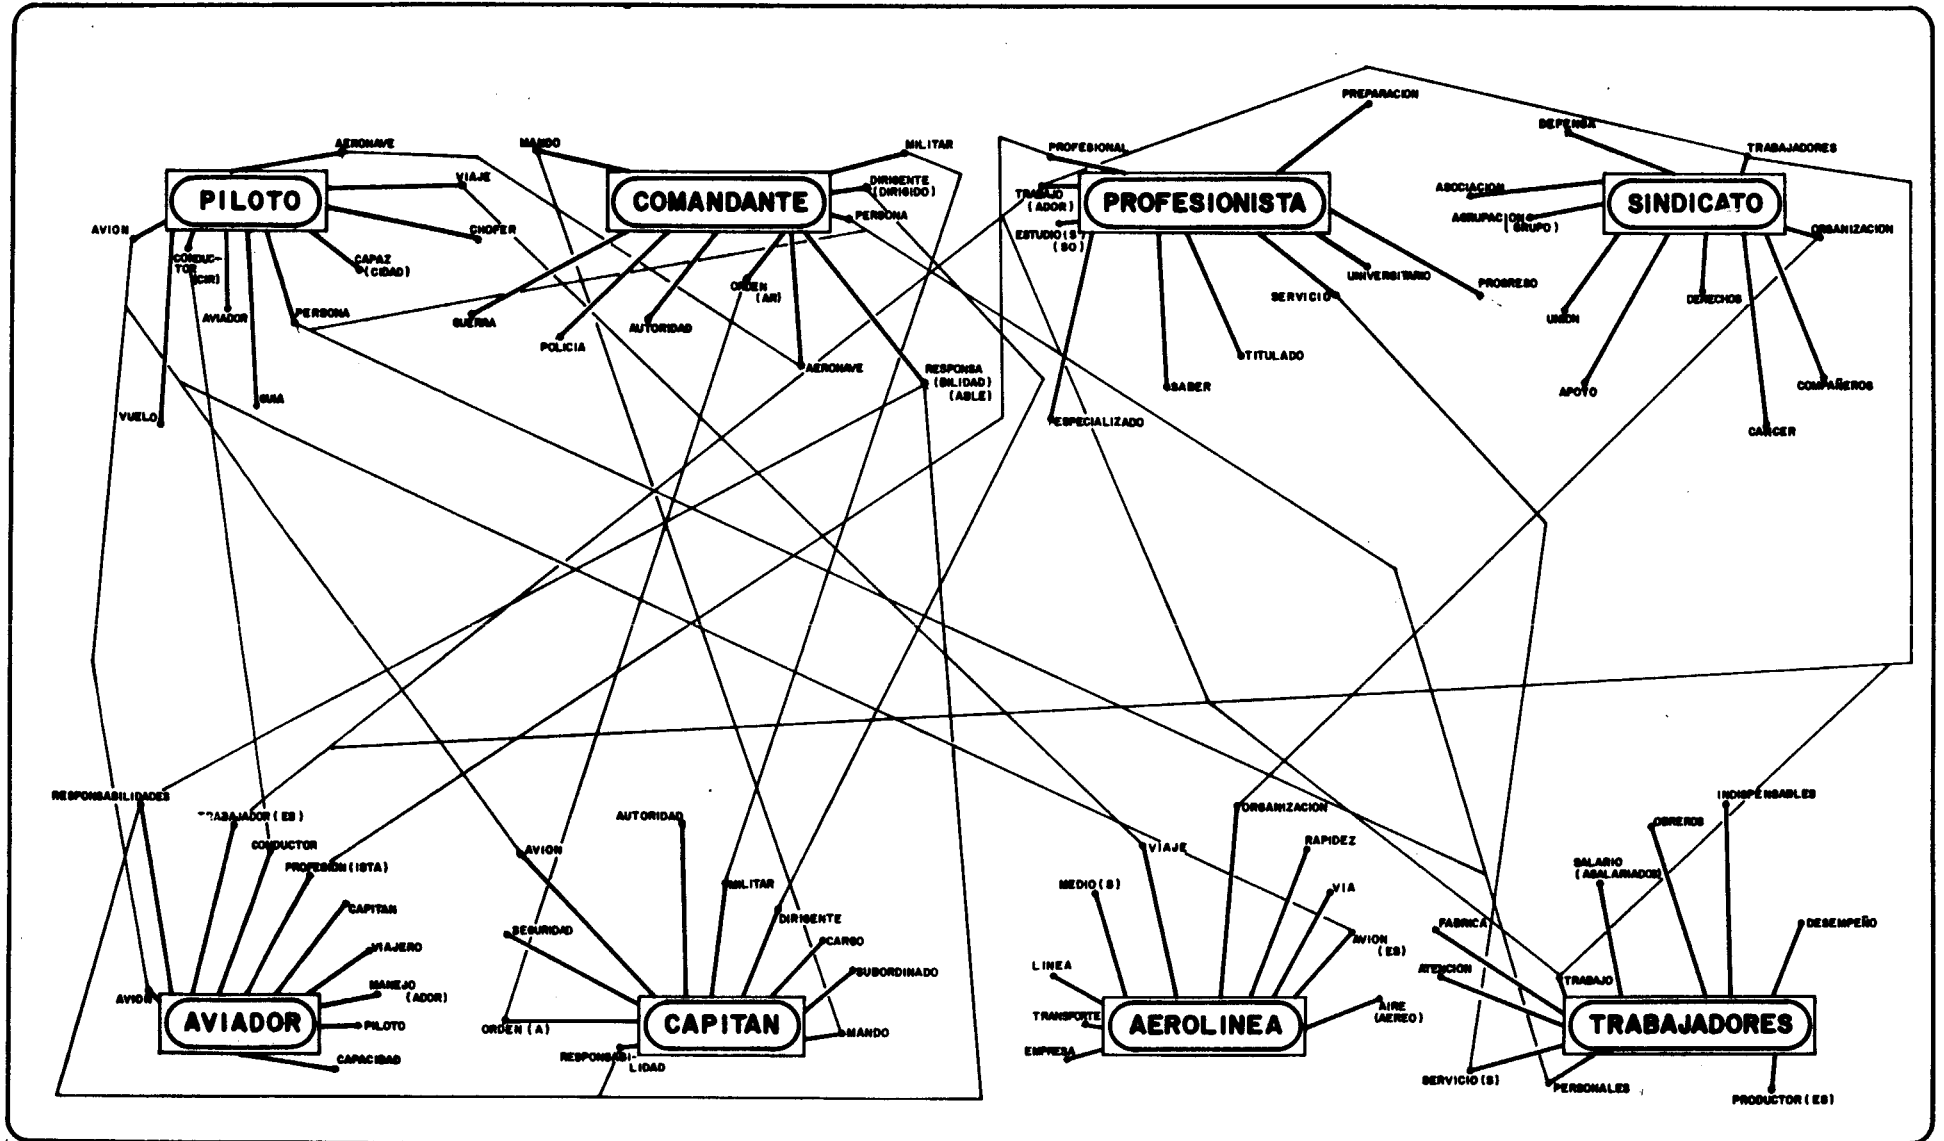 PILOTO
AERONAVE
VIAJE
CHOFER
CAPAZ
(CIDAD)
PERSONA
GUIA
AVIADOR
CONDUC-
TOR
(CIR)
VUELO
AVION
COMANDANTE
MANDO
MILITAR
DIRIGENTE
(DIRIGIDO)
PERSONA
RESPONSA
(BILIDAD)
(ABLE)
AERONAVE
ORDEN
(AR)
AUTORIDAD
POLICIA
GUERRA
PROFESIONISTA
PROFESIONAL
PREPARACION
TRABAJO
(ADOR)
ESTUDIO(S)
(SO)
PROGRESO
UNIVERSITARIO
SERVICIO
TITULADO
SABER
ESPECIALIZADO
SINDICATO
DEFENSA
TRABAJADORES
ASOCIACION
AGRUPACION
(GRUPO)
ORGANIZACION
COMPAÑEROS
CANCER
DERECHOS
APOYO
UNION
AVIADOR
RESPONSABILIDADES
TRABAJADOR (ES)
CONDUCTOR
PROFESION (ISTA)
CAPITAN
VIAJERO
MANEJO
(ADOR)
PILOTO
CAPACIDAD
AVION
CAPITAN
AUTORIDAD
AVION
MILITAR
DIRIGENTE
SEGURIDAD
CARGO
SUBORDINADO
MANDO
ORDEN (A)
RESPONSABI-
LIDAD
AEROLINEA
ORGANIZACION
VIAJE
RAPIDEZ
MEDIO(S)
VIA
AVION
(ES)
LINEA
AIRE
(AEREO)
TRANSPORTE
EMPRESA
TRABAJADORES
INDISPENSABLES
OBREROS
SALARIO
(ASALARIADOS)
FABRICA
DESEMPEÑO
ATENCION
TRABAJO
SERVICIO(S)
PERSONALES
PRODUCTOR (ES)